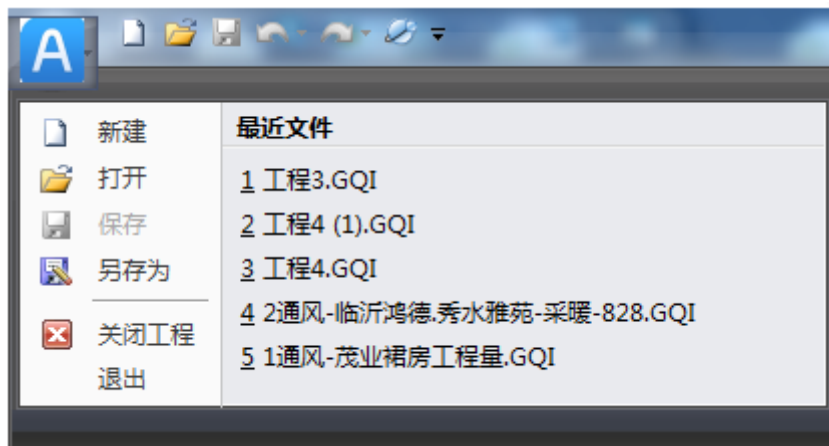 A
新建
打开
保存
另存为
关闭工程
退出
最近文件
1 工程3.GQI
2 工程4 (1).GQI
3 工程4.GQI
4 2通风-临沂鸿德.秀水雅苑-采暖-828.GQI
5 1通风-茂业裙房工程量.GQI